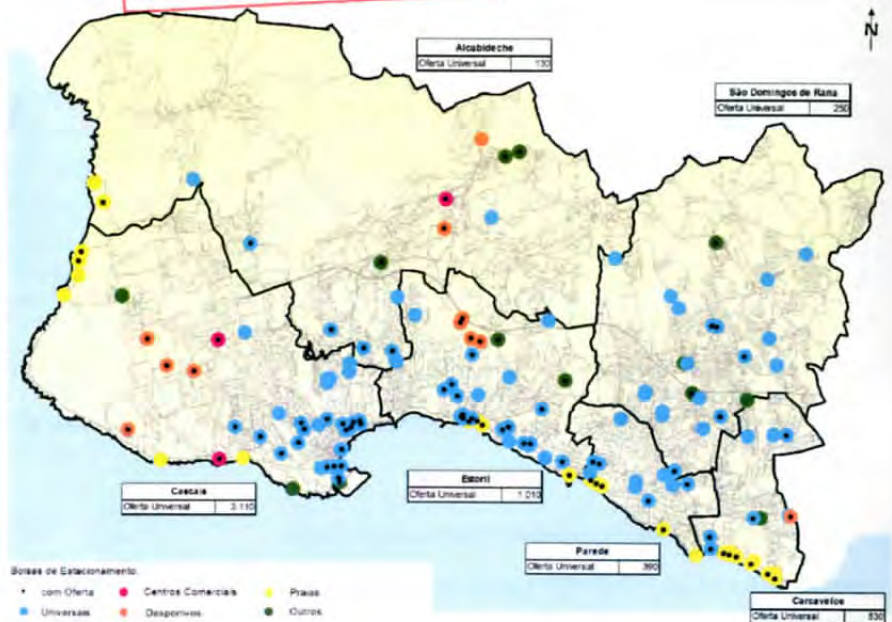 N
Alcabideche
Oferta Universal 130
São Domingos de Rana
Oferta Universal 250
Cascais
Oferta Universal 3.110
Estoril
Oferta Universal 1.010
Parede
Oferta Universal 390
Carcavelos
Oferta Universal 830
Bolsas de Estacionamento:
com Oferta Centros Comerciais Praias
Universais Desportivos Outros